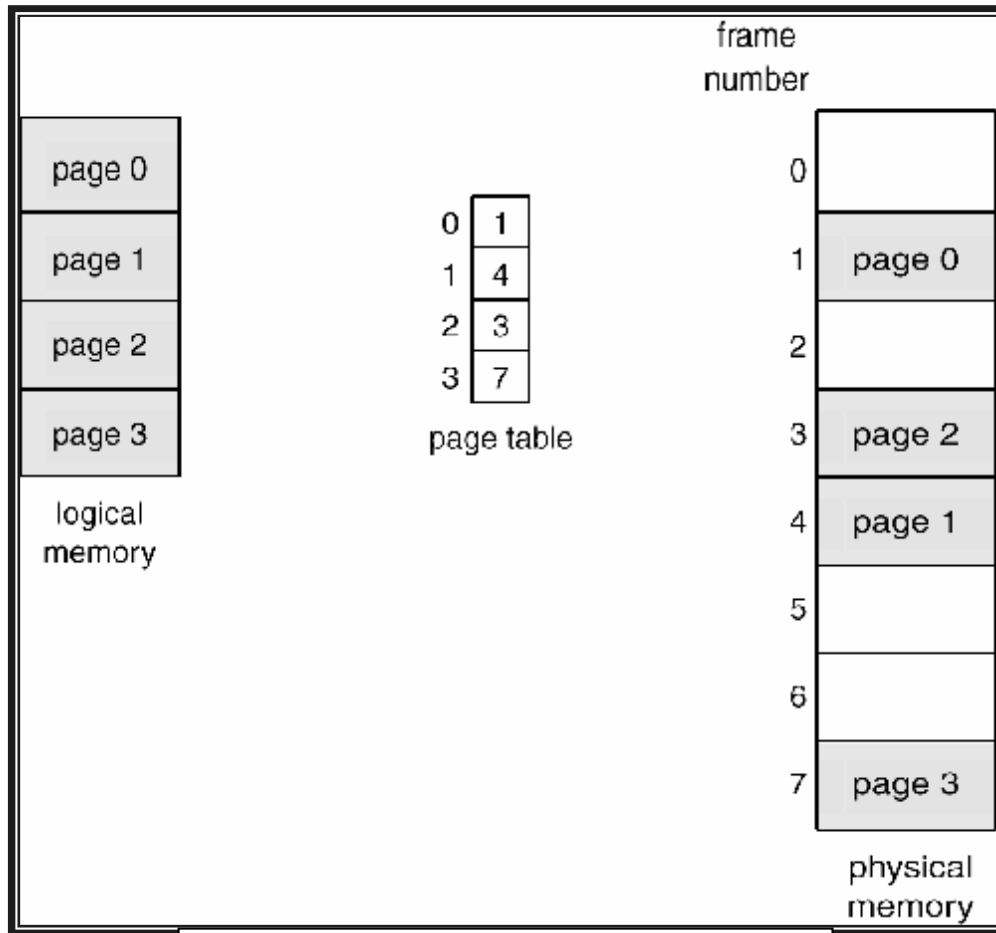 page 0
page 1
page 2
page 3
logical
memory
0 1
1 4
2 3
3 7
page table
frame
number
0
1 page 0
2
3 page 2
4 page 1
5
6
7 page 3
physical
memory